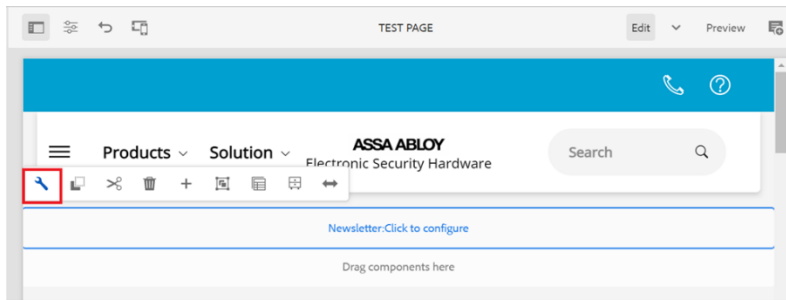 TEST PAGE
Edit
Preview
Products
Solution
ASSA ABLOY
Electronic Security Hardware
Search
Newsletter:Click to configure
Drag components here